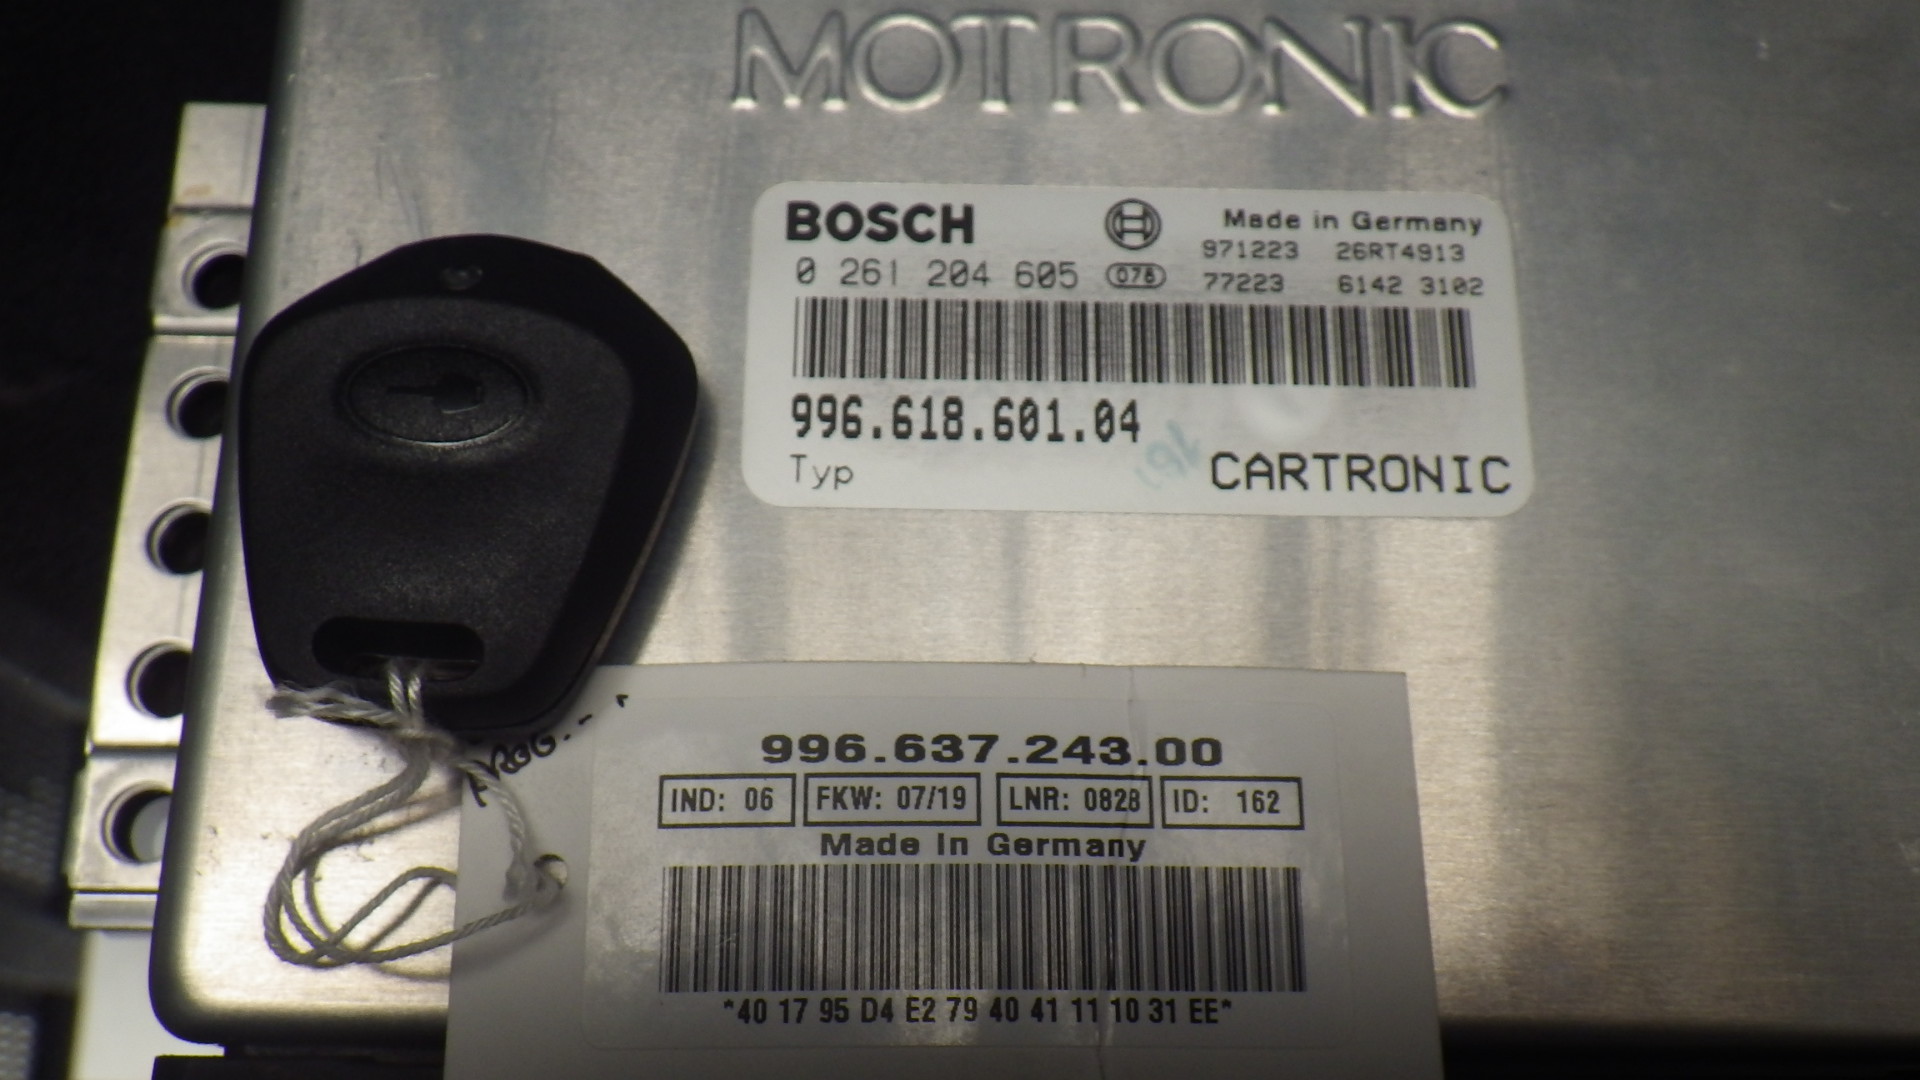 MOTRONIC
BOSCH
Made in Germany
971223 26RT4913
0 261 204 605 078
77223 6142 3102
996.618.601.04
Typ CARTRONIC
996.637.243.00
IND: 06 FKW: 07/19 LNR: 0828 ID: 162
Made In Germany
*40 17 95 D4 E2 79 40 41 11 10 31 EE*